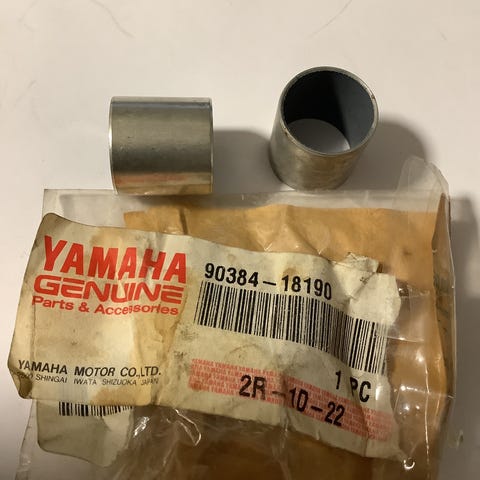 YAMAHA
GENUINE
Parts & Accessories
YAMAHA MOTOR CO.,LTD.
SHINGAI IWATA SHIZUOKA JAPAN
90384-18190
1 PC
2R-10-22